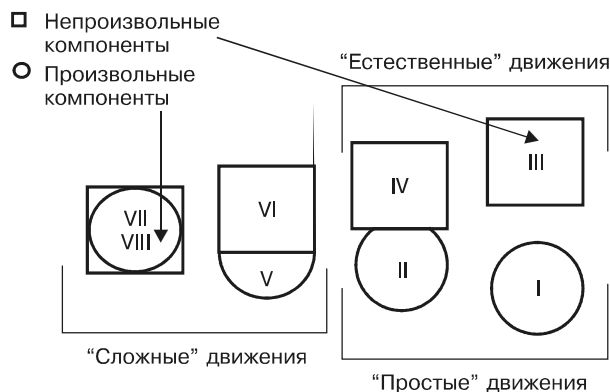 Непроизвольные
компоненты
Произвольные
компоненты
“Естественные” движения
III
IV
VI
VII
VIII
V
II
I
“Сложные” движения
“Простые” движения